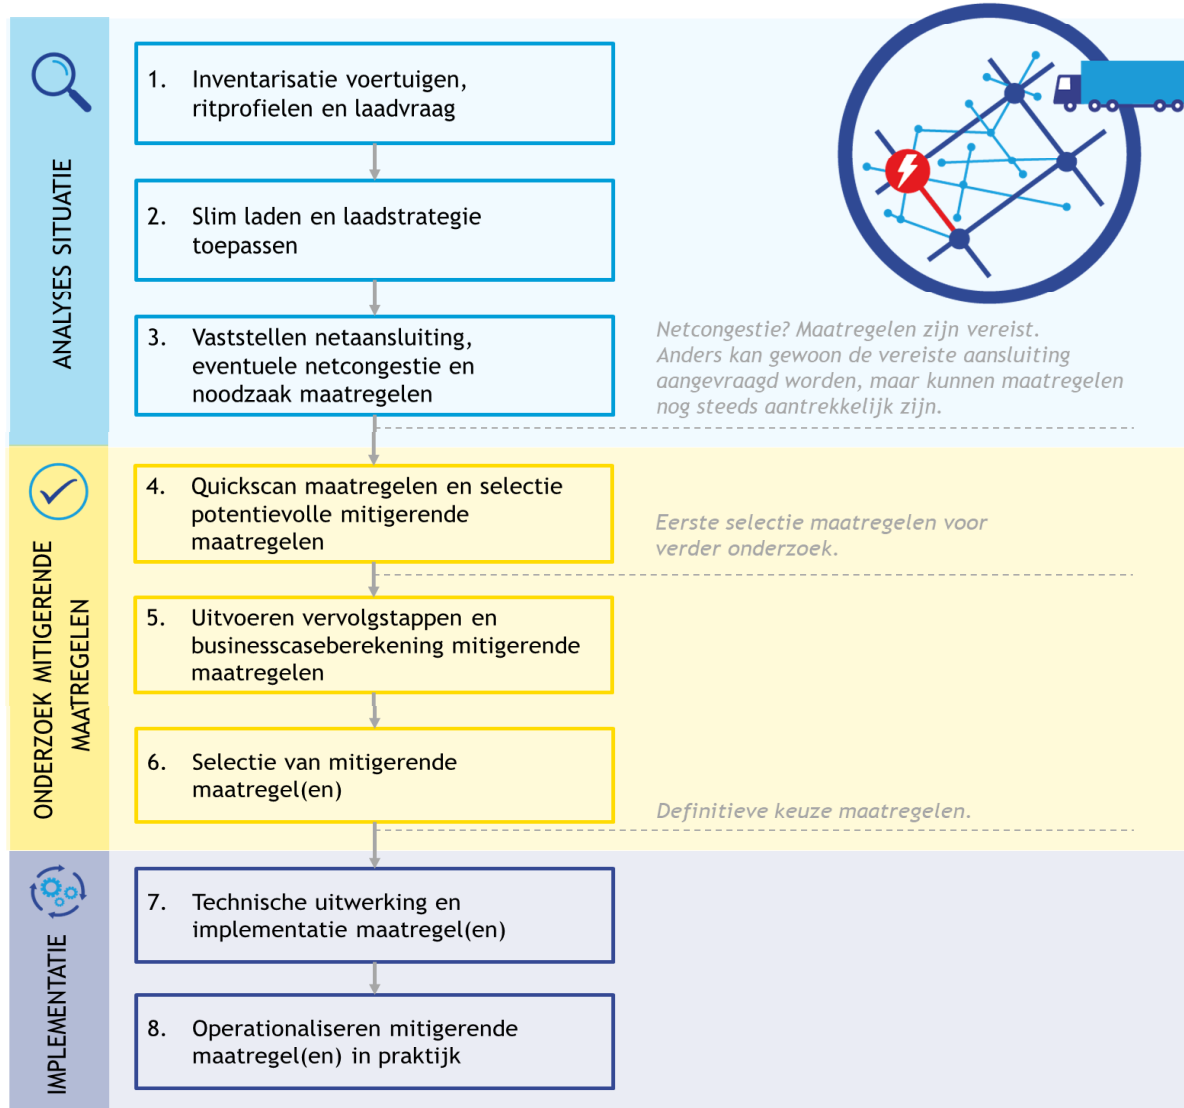 ANALYSES SITUATIE
1. Inventarisatie voertuigen,
ritprofielen en laadvraag
2. Slim laden en laadstrategie
toepassen
3. Vaststellen netaansluiting,
eventuele netcongestie en
noodzaak maatregelen
Netcongestie? Maatregelen zijn vereist.
Anders kan gewoon de vereiste aansluiting
aangevraagd worden, maar kunnen maatregelen
nog steeds aantrekkelijk zijn.
ONDERZOEK MITIGERENDE
MAATREGELEN
4. Quickscan maatregelen en selectie
potentievolle mitigerende
maatregelen
Eerste selectie maatregelen voor
verder onderzoek.
5. Uitvoeren vervolgstappen en
businesscaseberekening mitigerende
maatregelen
6. Selectie van mitigerende
maatregel(en)
Definitieve keuze maatregelen.
IMPLEMENTATIE
7. Technische uitwerking en
implementatie maatregel(en)
8. Operationaliseren mitigerende
maatregel(en) in praktijk